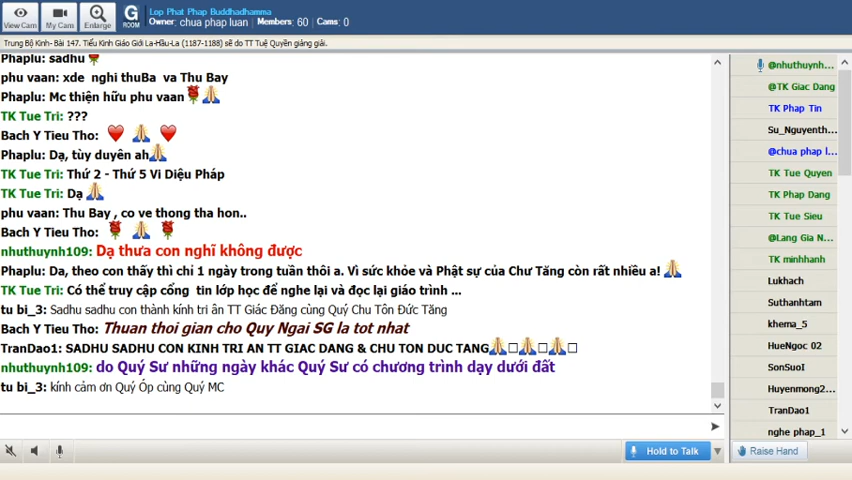 View Cam
My Cam
Enlarge
G
ROOM
Lop Phat Phap Buddhadhamma
Owner: chua phap luan Members: 60 Cams: 0
Trung Bộ Kinh- Bài 147. Tiểu Kinh Giáo Giới La-Hầu-La (1187-1188) sẽ do TT Tuệ Quyền giảng giải.
Phaplu: sadhu
phu vaan: xde nghi thuBa va Thu Bay
Phaplu: Mc thiện hữu phu vaan
TK Tue Tri: ???
Bach Y Tieu Tho:
Phaplu: Dạ, tùy duyên ah
TK Tue Tri: Thứ 2 - Thứ 5 Vi Diệu Pháp
TK Tue Tri: Dạ
phu vaan: Thu Bay , co ve thong tha hon..
Bach Y Tieu Tho:
nhuthuynh109: Dạ thưa con nghĩ không được
Phaplu: Da, theo con thấy thì chỉ 1 ngày trong tuần thôi a. Vì sức khỏe và Phật sự của Chư Tăng còn rất nhiều a!
TK Tue Tri: Có thể truy cập cổng tin lớp học để nghe lại và đọc lại giáo trình ...
tu bi_3: Sadhu sadhu con thành kính tri ân TT Giác Đẳng cùng Quý Chu Tôn Đức Tăng
Bach Y Tieu Tho: Thuan thoi gian cho Quy Ngai SG la tot nhat
TranDao1: SADHU SADHU CON KINH TRI AN TT GIAC DANG & CHU TON DUC TANG
nhuthuynh109: do Quý Sư những ngày khác Quý Sư có chương trình dạy dưới đất
tu bi_3: kính cảm ơn Quý Óp cùng Quý MC
@nhuthuynh...
@TK Giac Dang
TK Phap Tin
Su_Nguyenth...
@chua phap l...
TK Tue Quyen
TK Phap Dang
TK Tue Sieu
@Lang Gia N...
TK minhhanh
Lukhach
Suthanhtam
khema_5
HueNgoc 02
SonSuoI
Huyenmong2...
TranDao1
nghe phap_1
Hold to Talk
Raise Hand